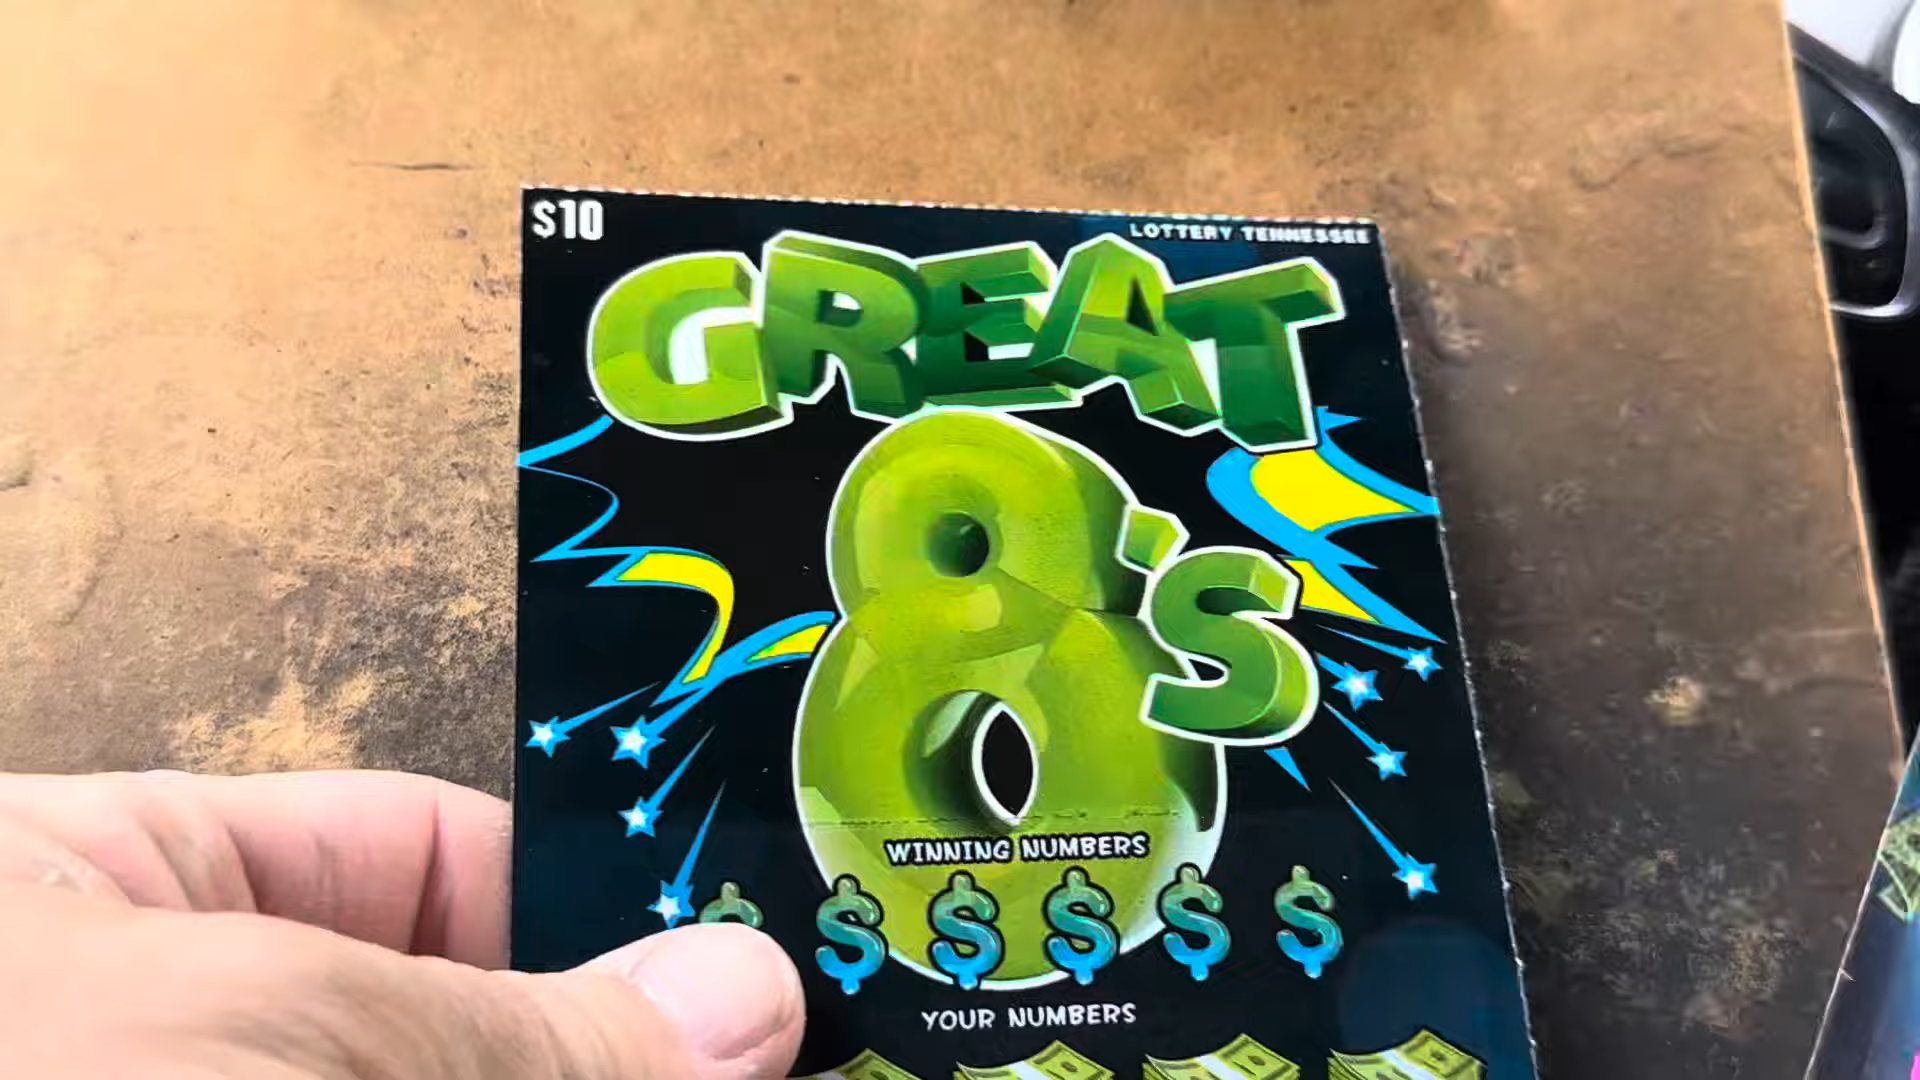 $10
LOTTERY TENNESSEE
GREAT
8's
WINNING NUMBERS
$ $ $ $ $ $
YOUR NUMBERS